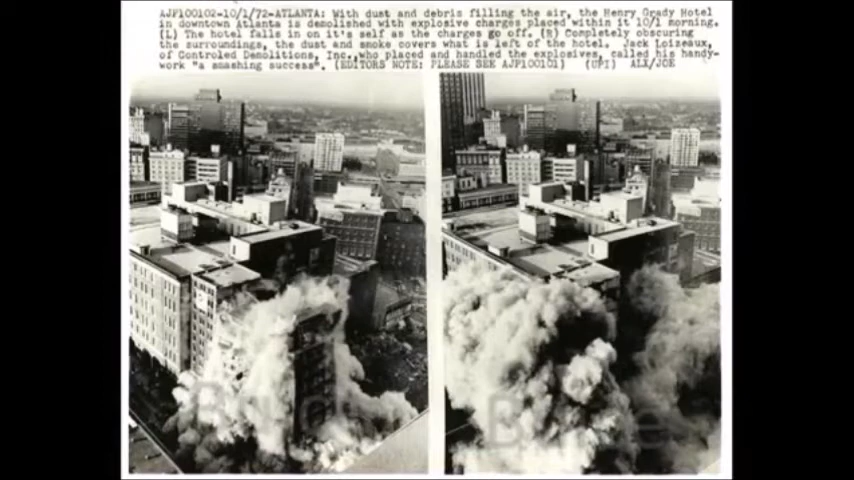 AJP100102-10/1/72-ATLANTA: With dust and debris filling the air, the Henry Grady Hotel
in downtown Atlanta is demolished with explosive charges placed within it 10/1 morning.
(L) The hotel falls in on it's self as the charges go off. (R) Completely obscuring
the surroundings, the dust and smoke covers what is left of the hotel. Jack Loizeaux,
of Controled Demolitions, Inc.,who placed and handled the explosives, called his handy-
work "a smashing success". (EDITORS NOTE: PLEASE SEE AJP100101) (UPI) ALX/JOE